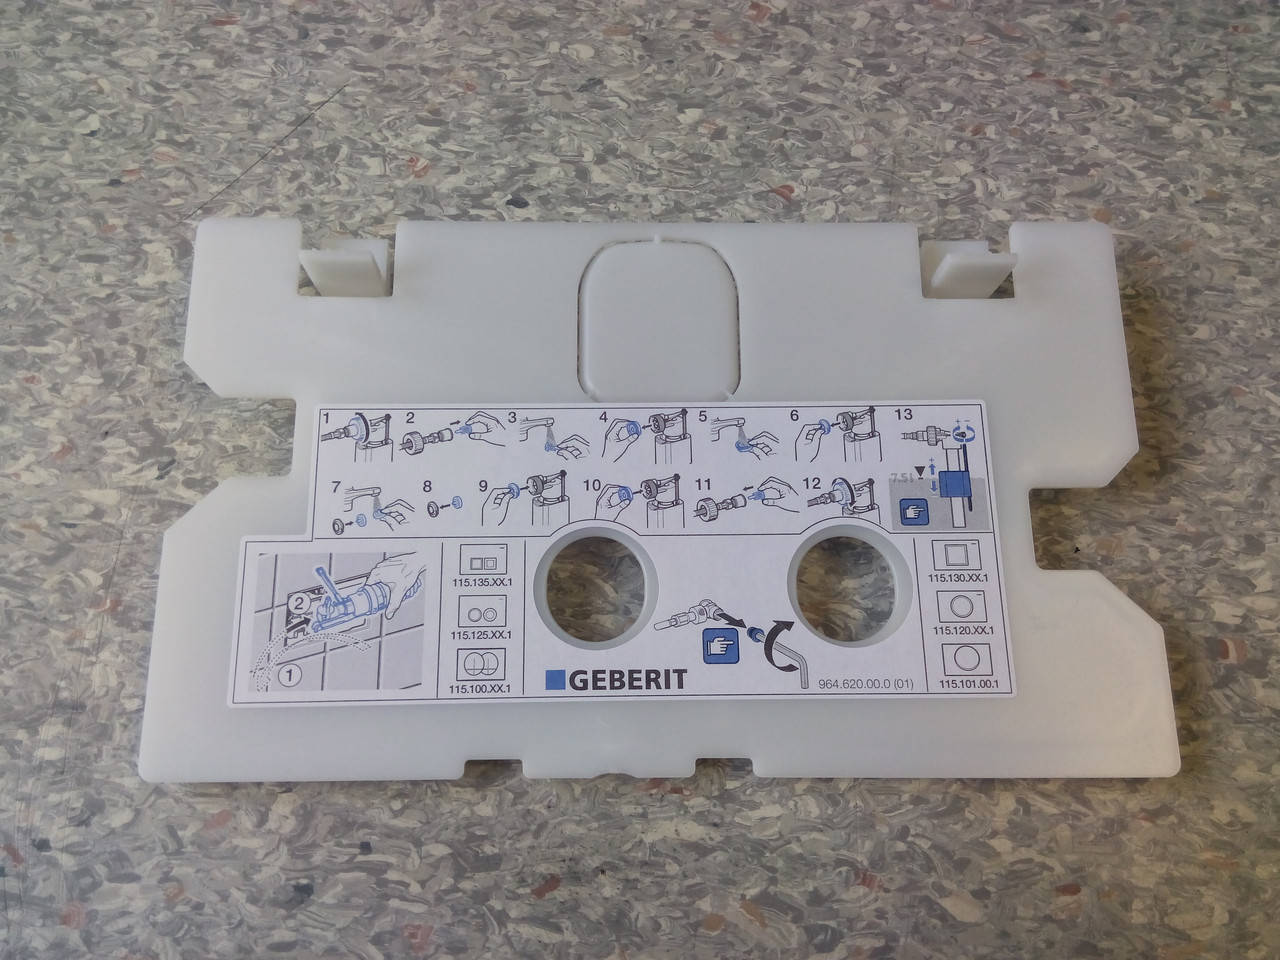 1 2 3 4 5 6 13
7 8 9 10 11 12
7.5l
2
1
115.135.XX.1
115.125.XX.1
115.100.XX.1
GEBERIT
964.620.00.0 (01)
115.130.XX.1
115.120.XX.1
115.101.00.1